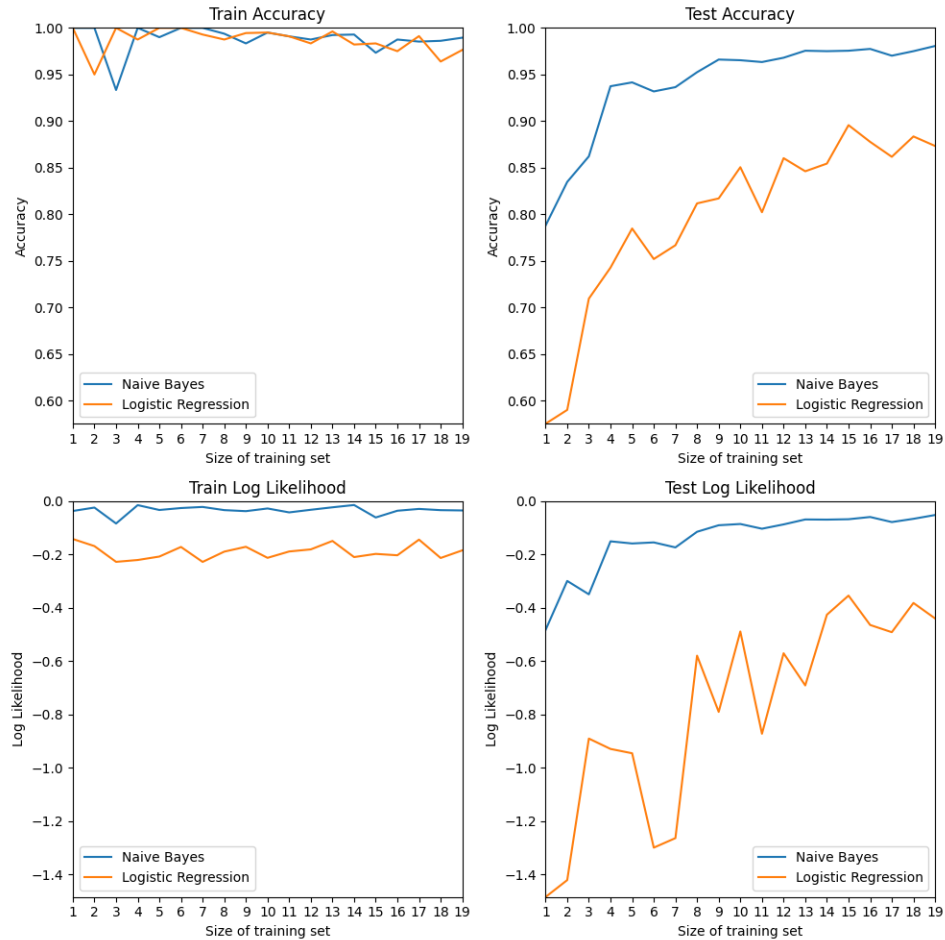 Train Accuracy
1.00
0.95
0.90
0.85
0.80
0.75
0.70
0.65
0.60
Accuracy
Naive Bayes
Logistic Regression
1 2 3 4 5 6 7 8 9 10 11 12 13 14 15 16 17 18 19
Size of training set
Test Accuracy
1.00
0.95
0.90
0.85
0.80
0.75
0.70
0.65
0.60
Accuracy
Naive Bayes
Logistic Regression
1 2 3 4 5 6 7 8 9 10 11 12 13 14 15 16 17 18 19
Size of training set
Train Log Likelihood
0.0
−0.2
−0.4
−0.6
−0.8
−1.0
−1.2
−1.4
Log Likelihood
Naive Bayes
Logistic Regression
1 2 3 4 5 6 7 8 9 10 11 12 13 14 15 16 17 18 19
Size of training set
Test Log Likelihood
0.0
−0.2
−0.4
−0.6
−0.8
−1.0
−1.2
−1.4
Log Likelihood
Naive Bayes
Logistic Regression
1 2 3 4 5 6 7 8 9 10 11 12 13 14 15 16 17 18 19
Size of training set